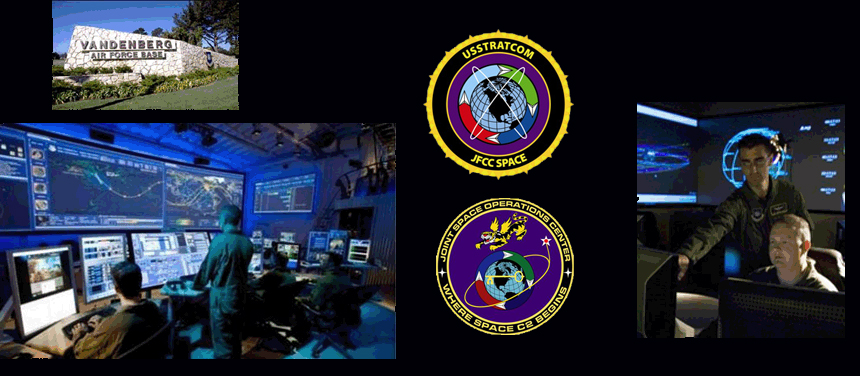 VANDENBERG
AIR FORCE BASE
USSTRATCOM
JFCC SPACE
JOINT SPACE OPERATIONS CENTER
WHERE SPACE C2 BEGINS